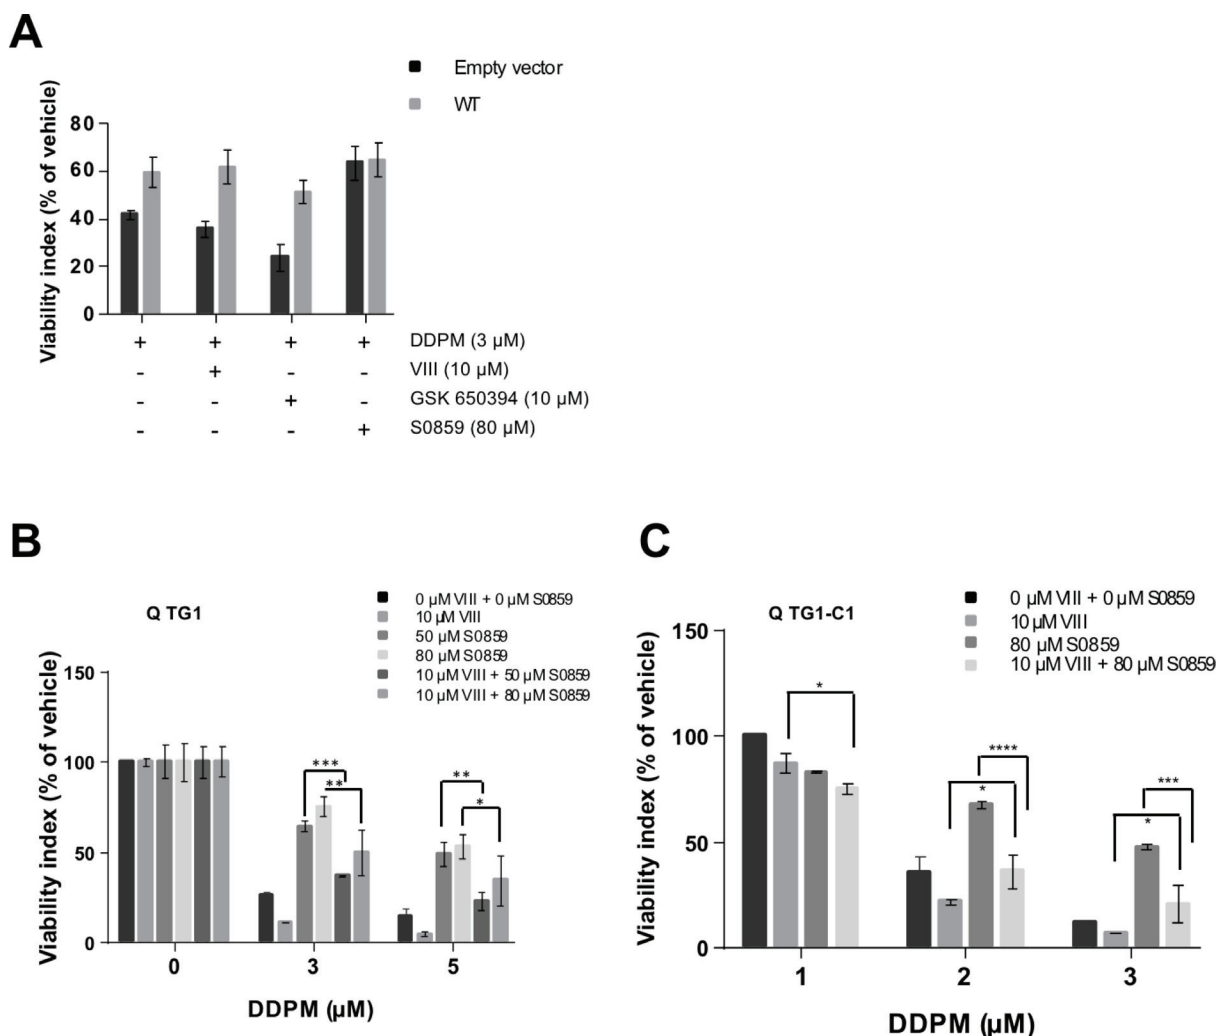 A
Empty vector
WT
Viability index (% of vehicle)
80
60
40
20
0
+ + + + DDPM (3 µM)
- + - - VIII (10 µM)
- - + - GSK 650394 (10 µM)
- - - + S0859 (80 µM)
B
Q TG1
0 µM VIII + 0 µM S0859
10 µM VIII
50 µM S0859
80 µM S0859
10 µM VIII + 50 µM S0859
10 µM VIII + 80 µM S0859
Viability index (% of vehicle)
150
100
50
0
*** ** ** *
0 3 5
DDPM (µM)
C
Q TG1-C1
0 µM VIII + 0 µM S0859
10 µM VIII
80 µM S0859
10 µM VIII + 80 µM S0859
Viability index (% of vehicle)
150
100
50
0
* **** * *** *
1 2 3
DDPM (µM)